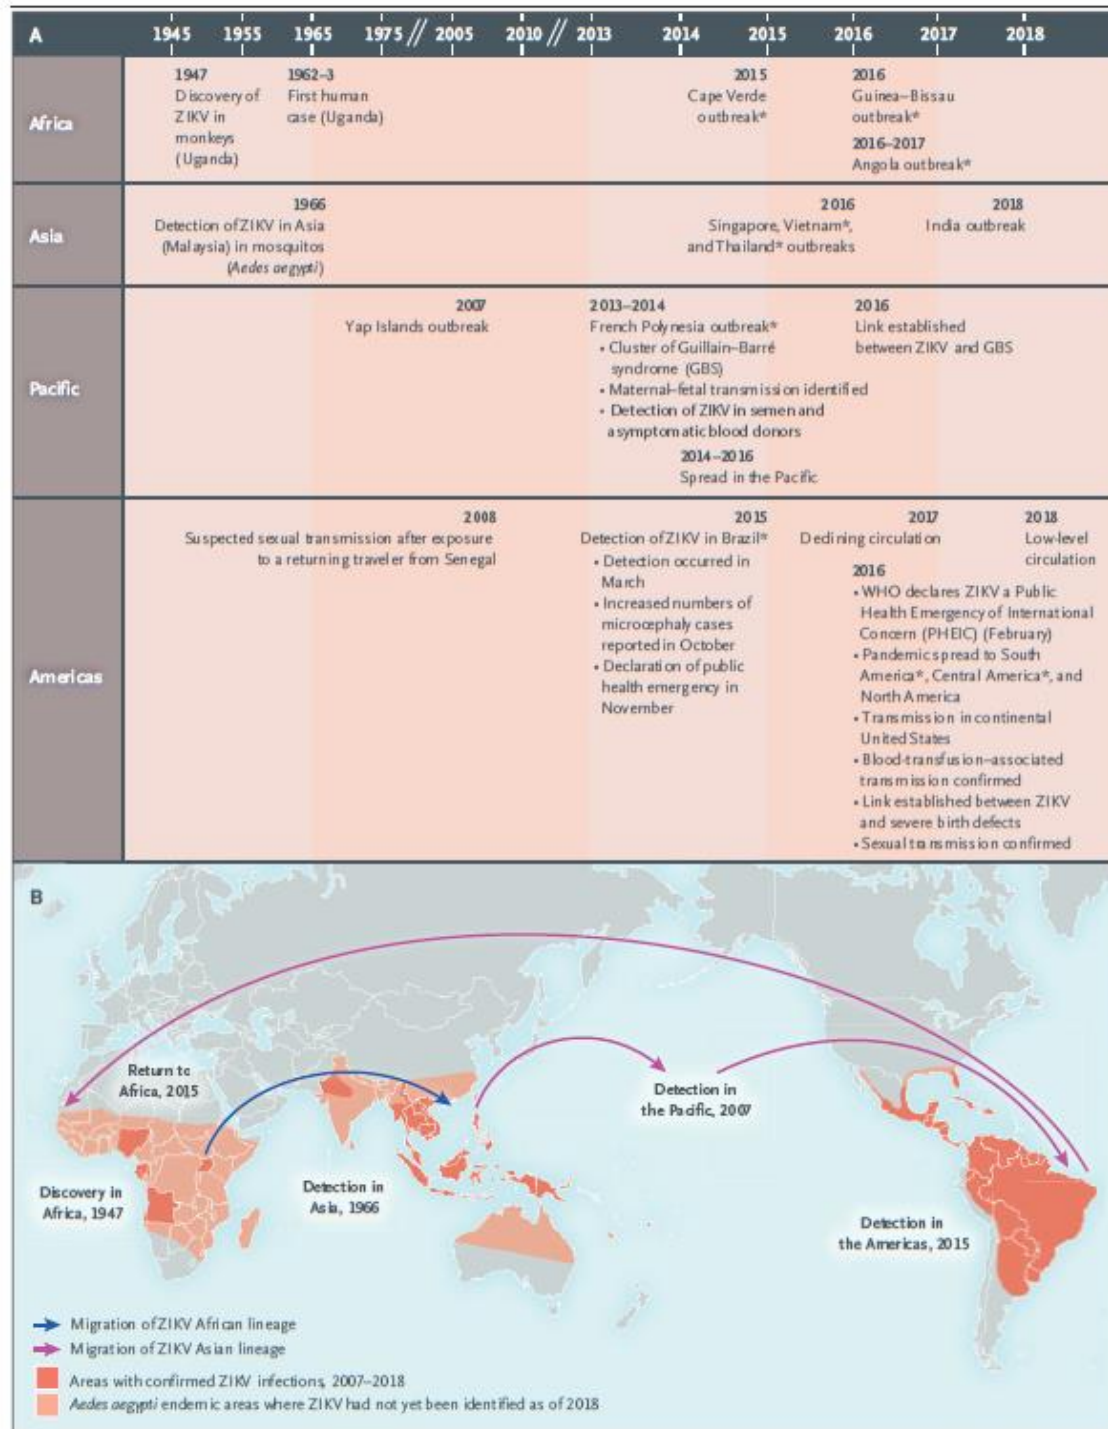 A 1945 1955 1965 1975 // 2005 2010 // 2013 2014 2015 2016 2017 2018
Africa
1947
Discovery of
ZIKV in
monkeys
(Uganda)
1962–3
First human
case (Uganda)
2015
Cape Verde
outbreak*
2016
Guinea–Bissau
outbreak*
2016–2017
Angola outbreak*
Asia
1966
Detection of ZIKV in Asia
(Malaysia) in mosquitos
(Aedes aegypti)
2016
Singapore, Vietnam*,
and Thailand* outbreaks
2018
India outbreak
Pacific
2007
Yap Islands outbreak
2013–2014
French Polynesia outbreak*
• Cluster of Guillain–Barré
syndrome (GBS)
• Maternal–fetal transmission identified
• Detection of ZIKV in semen and
asymptomatic blood donors
2014–2016
Spread in the Pacific
2016
Link established
between ZIKV and GBS
Americas
2008
Suspected sexual transmission after exposure
to a returning traveler from Senegal
2015
Detection of ZIKV in Brazil*
• Detection occurred in
March
• Increased numbers of
microcephaly cases
reported in October
• Declaration of public
health emergency in
November
2017
Declining circulation
2018
Low-level
circulation
2016
• WHO declares ZIKV a Public
Health Emergency of International
Concern (PHEIC) (February)
• Pandemic spread to South
America*, Central America*, and
North America
• Transmission in continental
United States
• Blood-transfusion–associated
transmission confirmed
• Link established between ZIKV
and severe birth defects
• Sexual transmission confirmed
B
Return to
Africa, 2015
Discovery in
Africa, 1947
Detection in
Asia, 1966
Detection in
the Pacific, 2007
Detection in
the Americas, 2015
Migration of ZIKV African lineage
Migration of ZIKV Asian lineage
Areas with confirmed ZIKV infections, 2007–2018
Aedes aegypti endemic areas where ZIKV had not yet been identified as of 2018